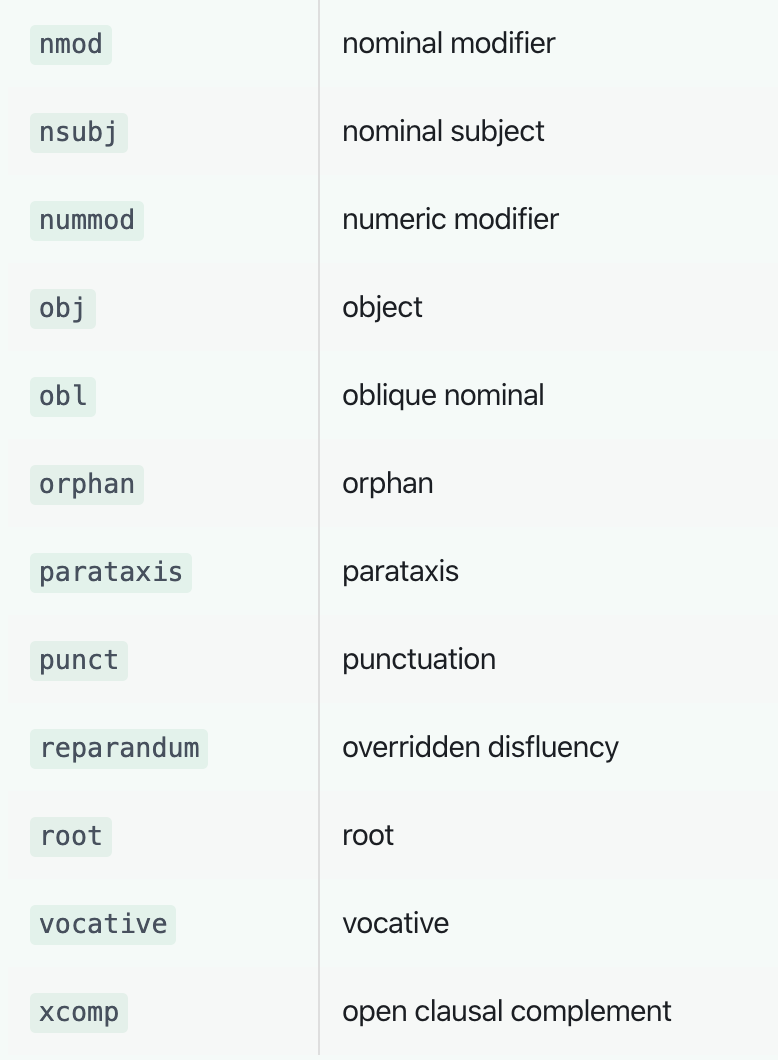 nmod nominal modifier
nsubj nominal subject
nummod numeric modifier
obj object
obl oblique nominal
orphan orphan
parataxis parataxis
punct punctuation
reparandum overridden disfluency
root root
vocative vocative
xcomp open clausal complement